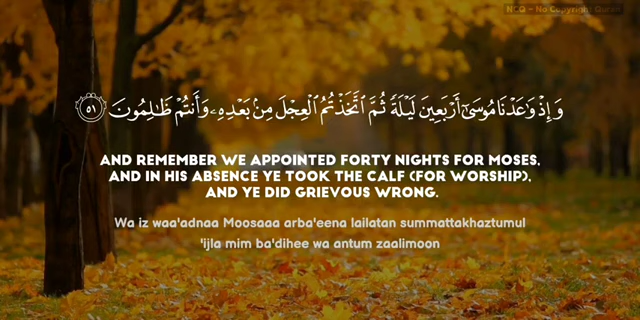 NCQ - No Copyright Quran
وَإِذْ وَٰعَدْنَا مُوسَىٰٓ أَرْبَعِينَ لَيْلَةً ثُمَّ ٱتَّخَذْتُمُ ٱلْعِجْلَ مِنۢ بَعْدِهِۦ وَأَنتُمْ ظَٰلِمُونَ ٥١
AND REMEMBER WE APPOINTED FORTY NIGHTS FOR MOSES,
AND IN HIS ABSENCE YE TOOK THE CALF (FOR WORSHIP),
AND YE DID GRIEVOUS WRONG.
Wa iz waa'adnaa Moosaaa arba'eena lailatan summattakhaztumul
'ijla mim ba'dihee wa antum zaalimoon